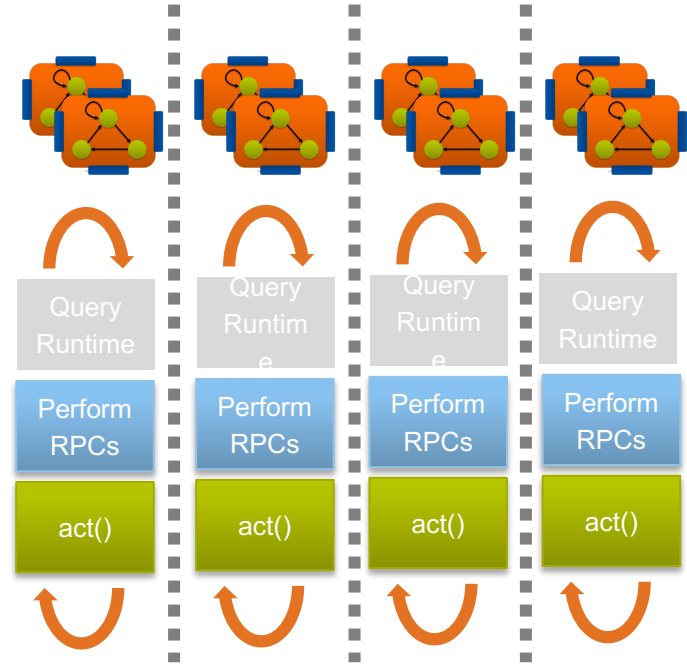 Query
Runtime
Perform
RPCs
act()
Query
Runtim
e
Perform
RPCs
act()
Query
Runtim
e
Perform
RPCs
act()
Query
Runtime
Perform
RPCs
act()